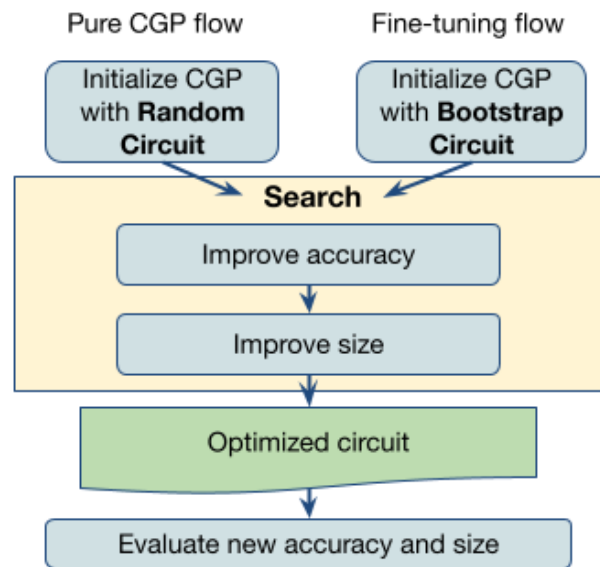 Pure CGP flow
Fine-tuning flow
Initialize CGP
with Random
Circuit
Initialize CGP
with Bootstrap
Circuit
Search
Improve accuracy
Improve size
Optimized circuit
Evaluate new accuracy and size